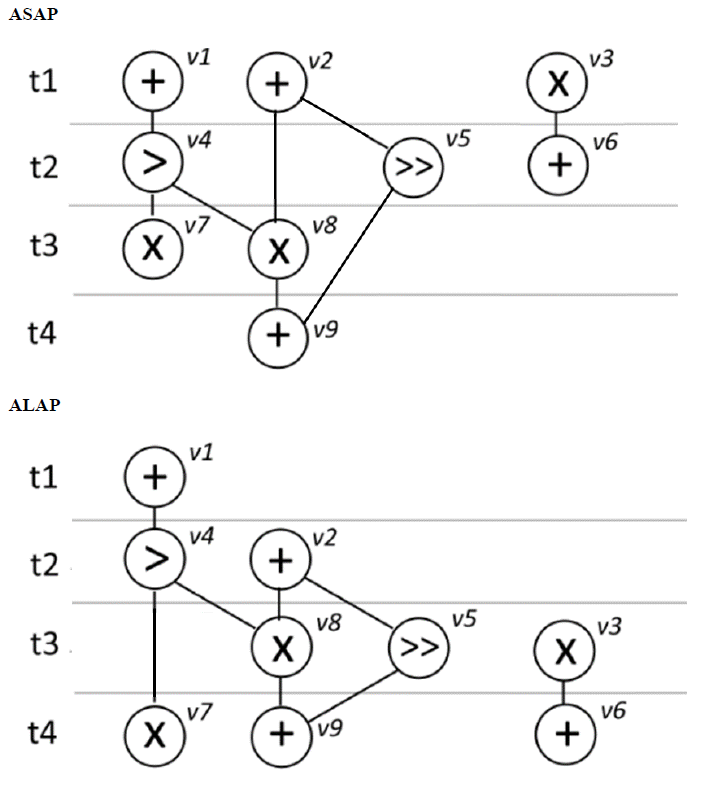 ASAP
t1 + v1 + v2 X v3
t2 > v4 >> v5 + v6
t3 X v7 X v8
t4 + v9
ALAP
t1 + v1
t2 > v4 + v2
t3 X v8 >> v5 X v3
t4 X v7 + v9 + v6